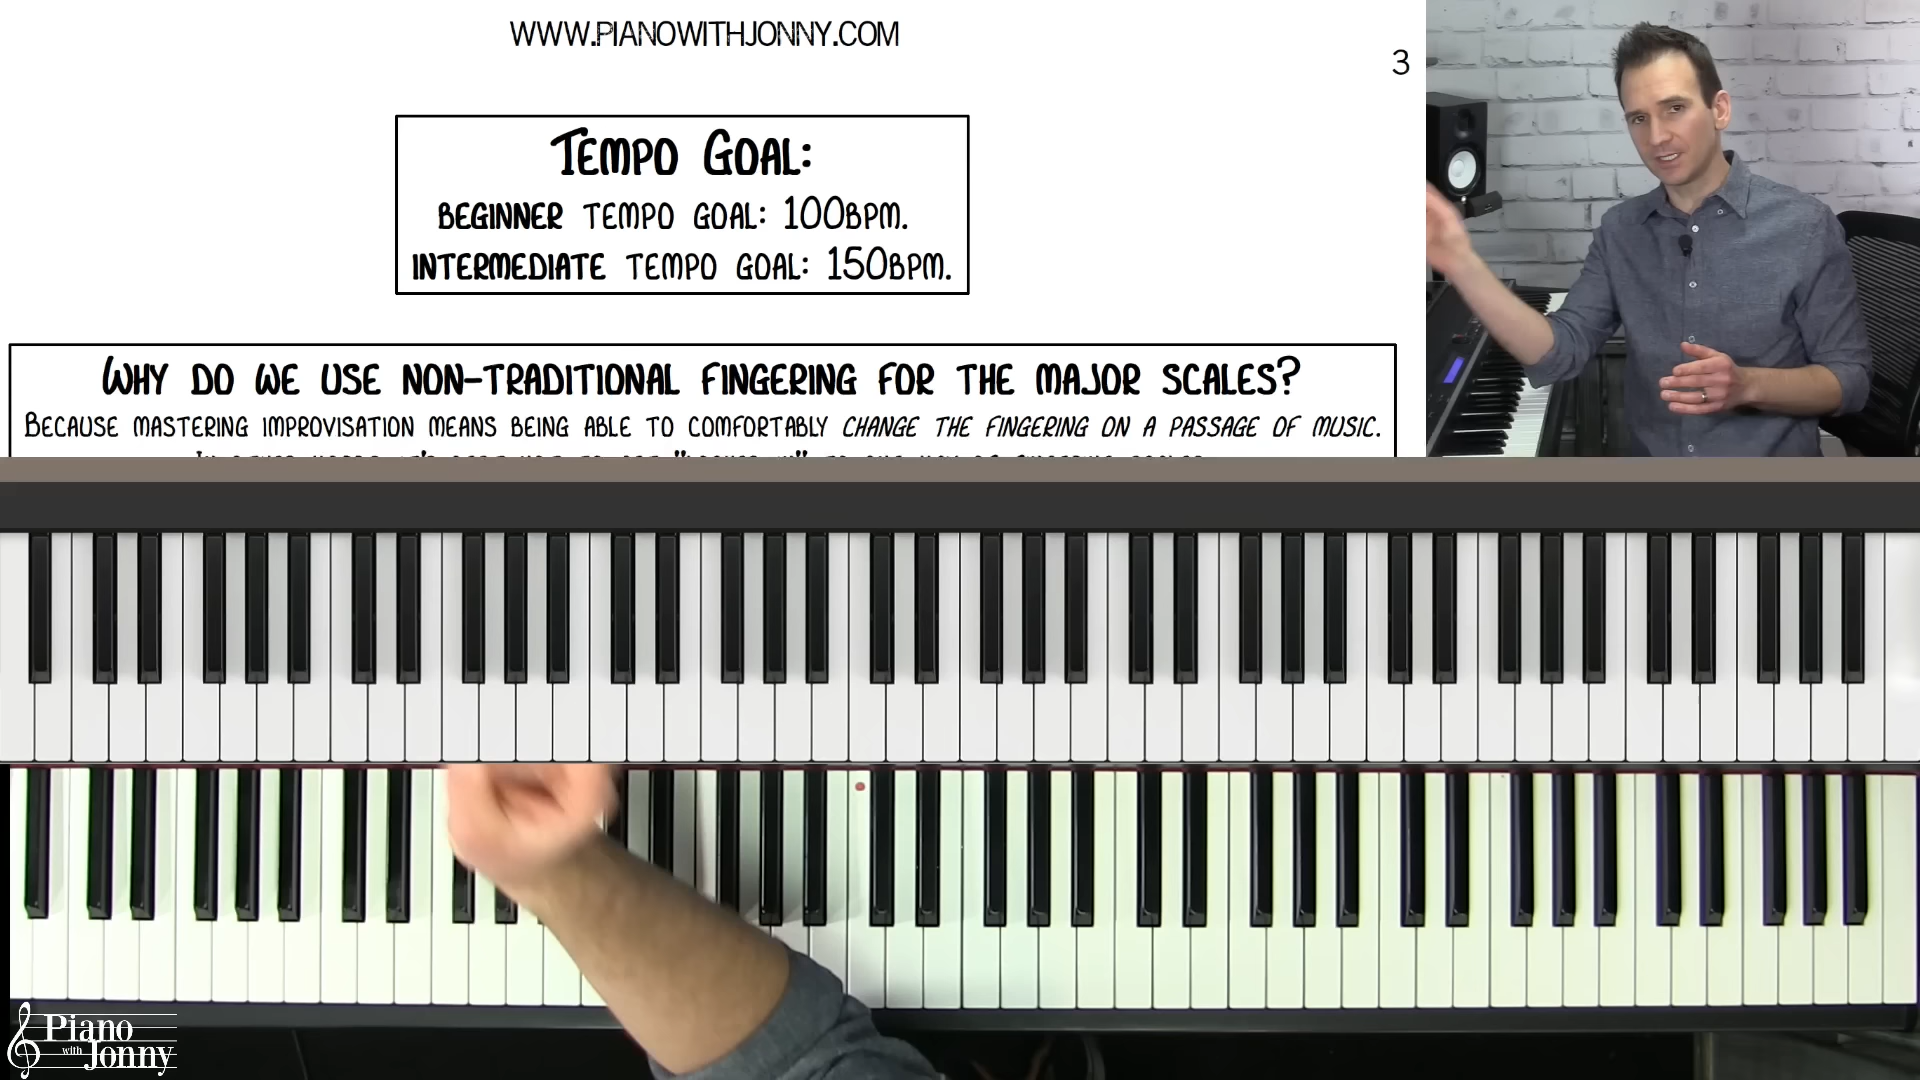 WWW.PIANOWITHJONNY.COM
3
TEMPO GOAL:
BEGINNER TEMPO GOAL: 100BPM.
INTERMEDIATE TEMPO GOAL: 150BPM.
WHY DO WE USE NON-TRADITIONAL FINGERING FOR THE MAJOR SCALES?
BECAUSE MASTERING IMPROVISATION MEANS BEING ABLE TO COMFORTABLY CHANGE THE FINGERING ON A PASSAGE OF MUSIC.
Piano
with Jonny